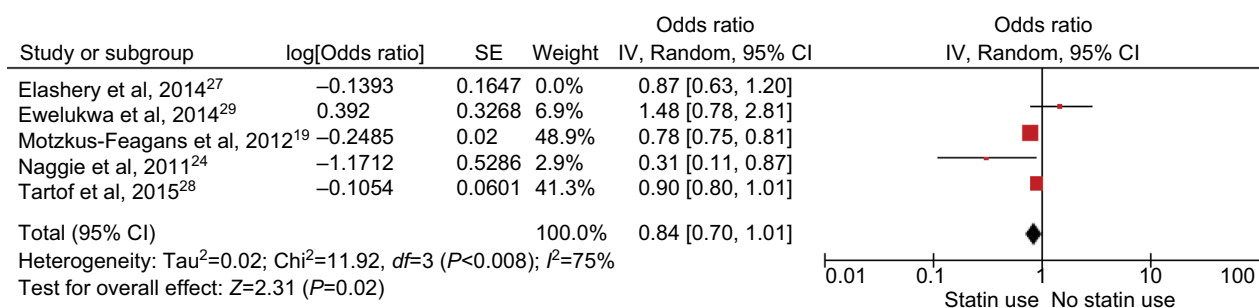 Odds ratio Odds ratio
Study or subgroup log[Odds ratio] SE Weight IV, Random, 95% CI IV, Random, 95% CI
Elashery et al, 2014²⁷ –0.1393 0.1647 0.0% 0.87 [0.63, 1.20]
Ewelukwa et al, 2014²⁹ 0.392 0.3268 6.9% 1.48 [0.78, 2.81]
Motzkus-Feagans et al, 2012¹⁹ –0.2485 0.02 48.9% 0.78 [0.75, 0.81]
Naggie et al, 2011²⁴ –1.1712 0.5286 2.9% 0.31 [0.11, 0.87]
Tartof et al, 2015²⁸ –0.1054 0.0601 41.3% 0.90 [0.80, 1.01]
Total (95% CI) 100.0% 0.84 [0.70, 1.01]
Heterogeneity: Tau²=0.02; Chi²=11.92, df=3 (P<0.008); I²=75%
Test for overall effect: Z=2.31 (P=0.02)
0.01 0.1 1 10 100
Statin use No statin use